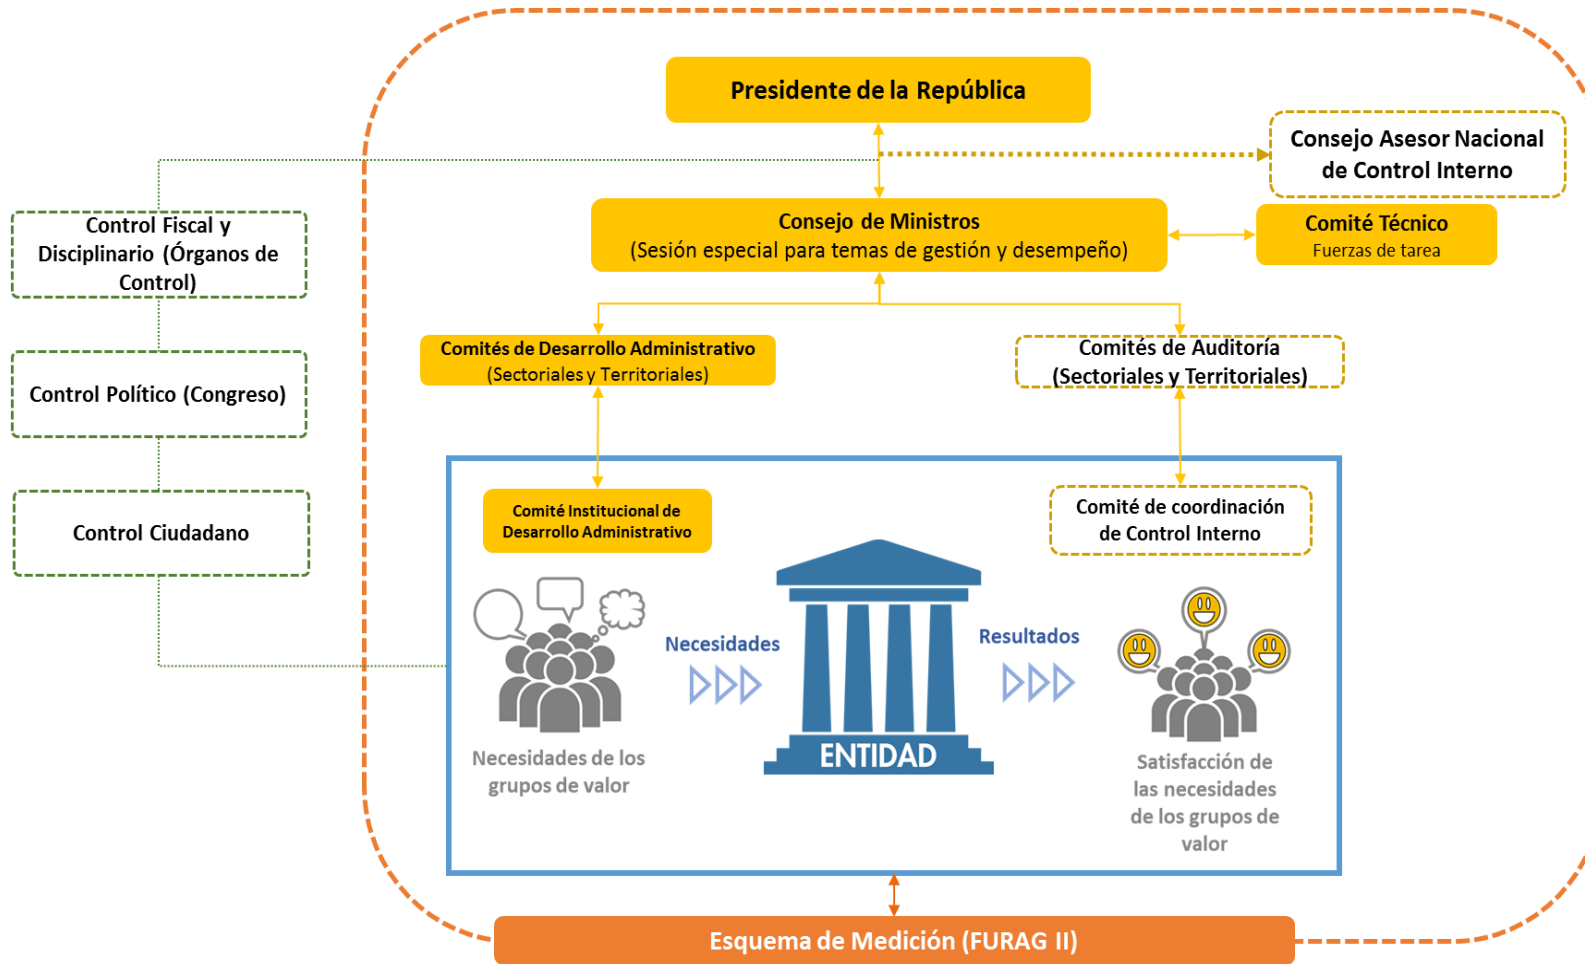 Presidente de la República
Consejo Asesor Nacional
de Control Interno
Control Fiscal y
Disciplinario (Órganos de
Control)
Consejo de Ministros
(Sesión especial para temas de gestión y desempeño)
Comité Técnico
Fuerzas de tarea
Comités de Desarrollo Administrativo
(Sectoriales y Territoriales)
Comités de Auditoría
(Sectoriales y Territoriales)
Control Político (Congreso)
Control Ciudadano
Comité Institucional de
Desarrollo Administrativo
Comité de coordinación
de Control Interno
Necesidades
Resultados
ENTIDAD
Necesidades de los
grupos de valor
Satisfacción de
las necesidades
de los grupos de
valor
Esquema de Medición (FURAG II)